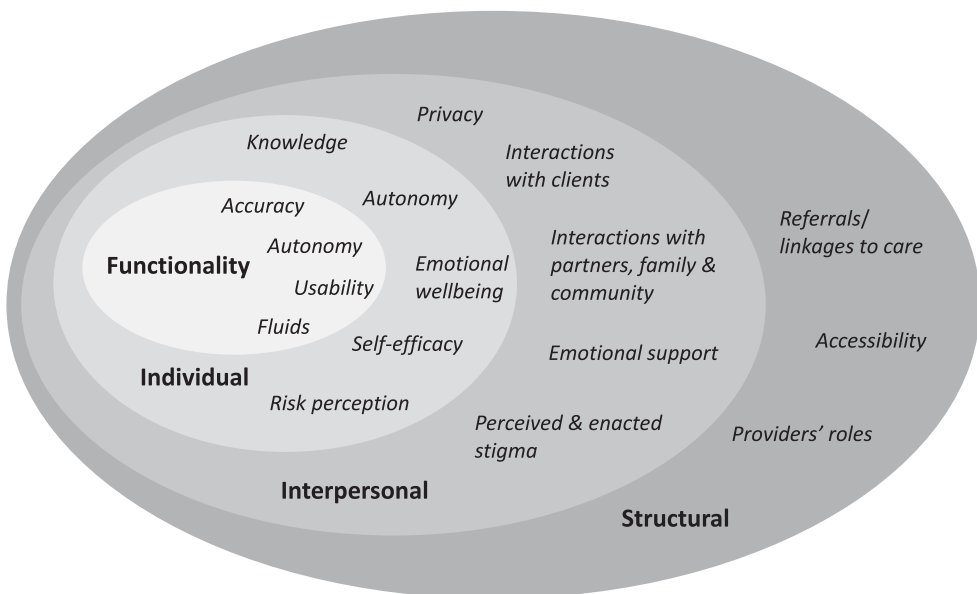 Privacy
Knowledge
Interactions
with clients
Accuracy
Autonomy
Referrals/
linkages to care
Autonomy
Interactions with
partners, family &
community
Functionality
Emotional
wellbeing
Usability
Fluids
Self-efficacy
Accessibility
Emotional support
Individual
Risk perception
Perceived & enacted
stigma
Providers’ roles
Interpersonal
Structural